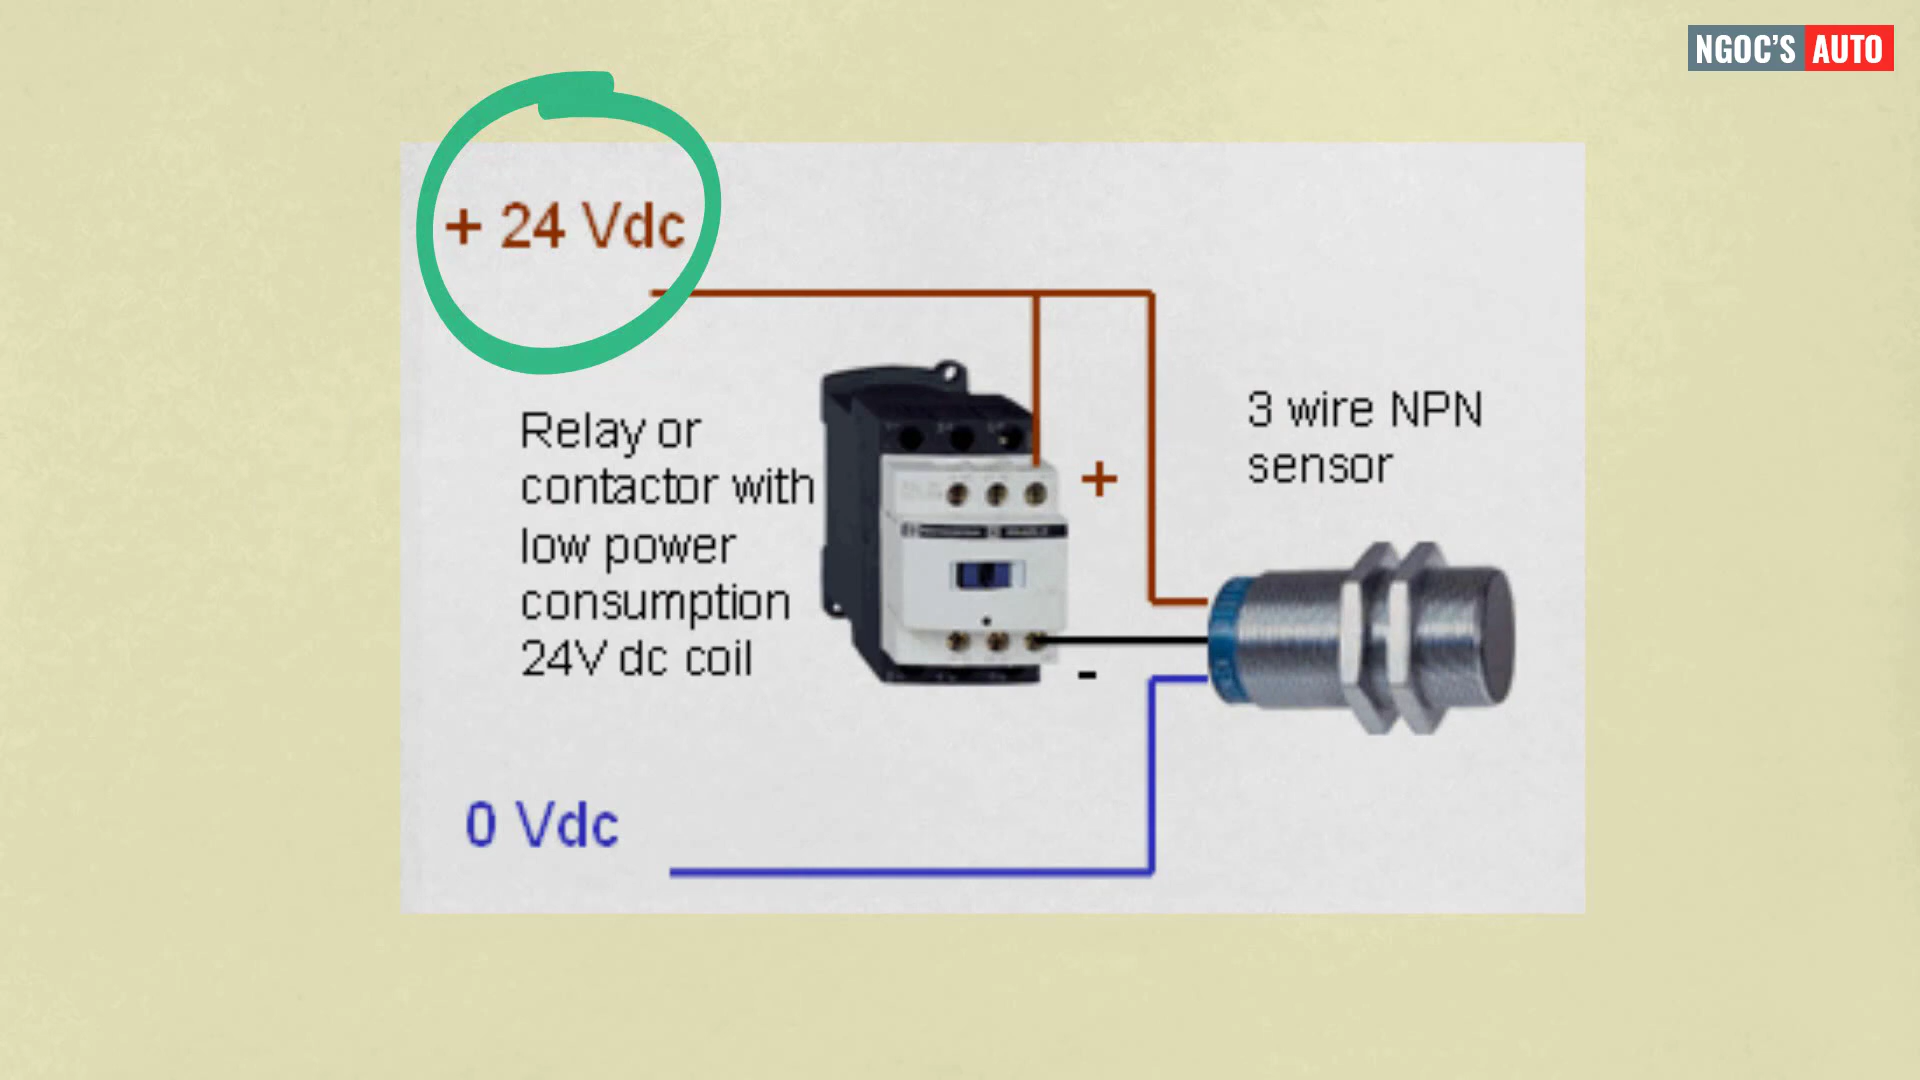 NGOC'S AUTO
+ 24 Vdc
Relay or
contactor with
low power
consumption
24V dc coil
+
3 wire NPN
sensor
-
0 Vdc